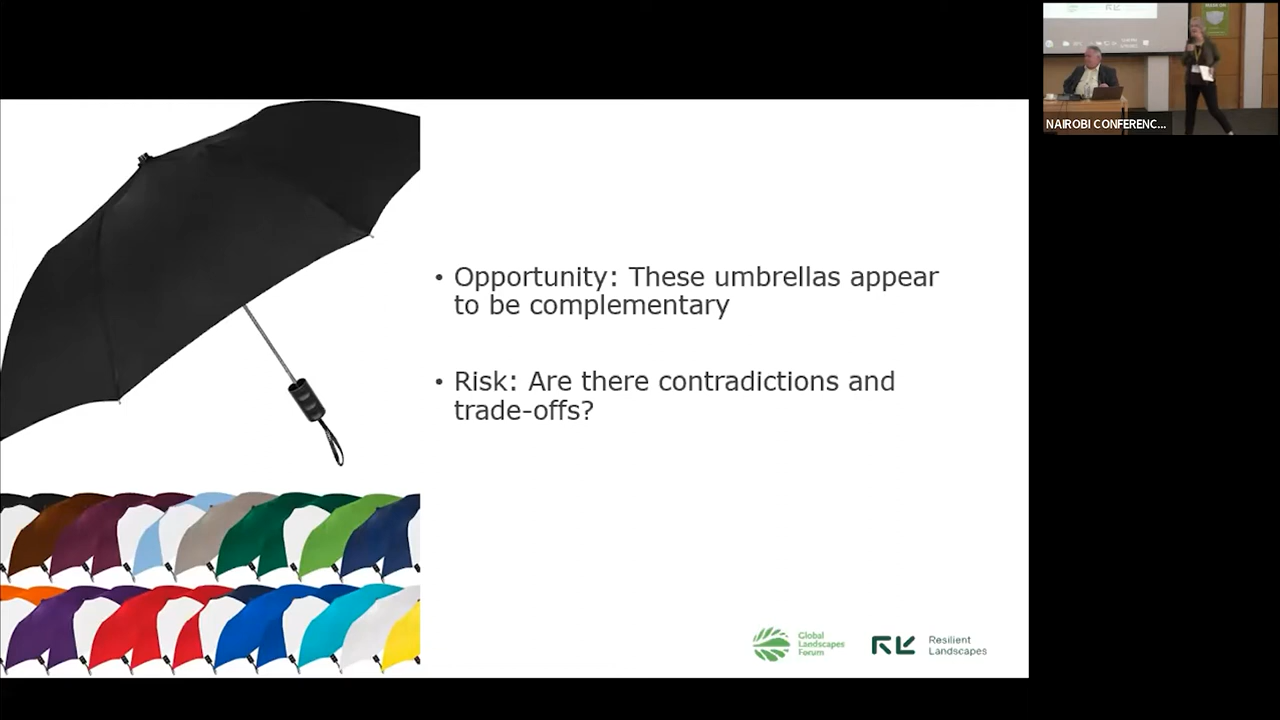 • Opportunity: These umbrellas appear
to be complementary
• Risk: Are there contradictions and
trade-offs?
Global
Landscapes
Forum
Resilient
Landscapes
NAIROBI CONFERENC...